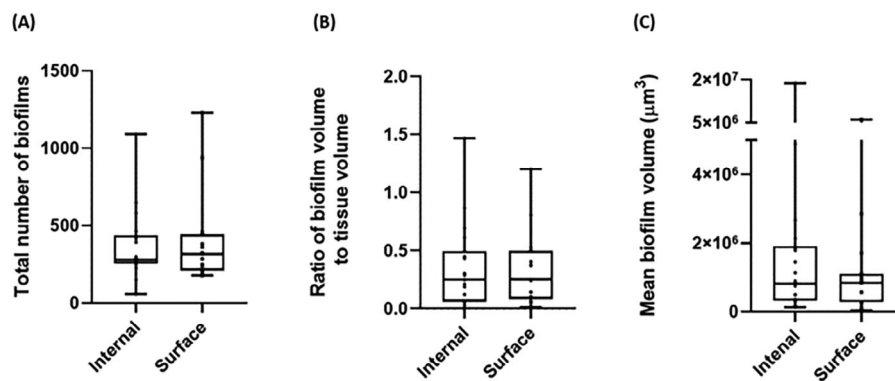 (A)
Total number of biofilms
1500
1000
500
0
Internal
Surface
(B)
Ratio of biofilm volume
to tissue volume
2.0
1.5
1.0
0.5
0.0
Internal
Surface
(C)
Mean biofilm volume (μm³)
2×10⁷
5×10⁶
4×10⁶
2×10⁶
0
Intenal
Surface